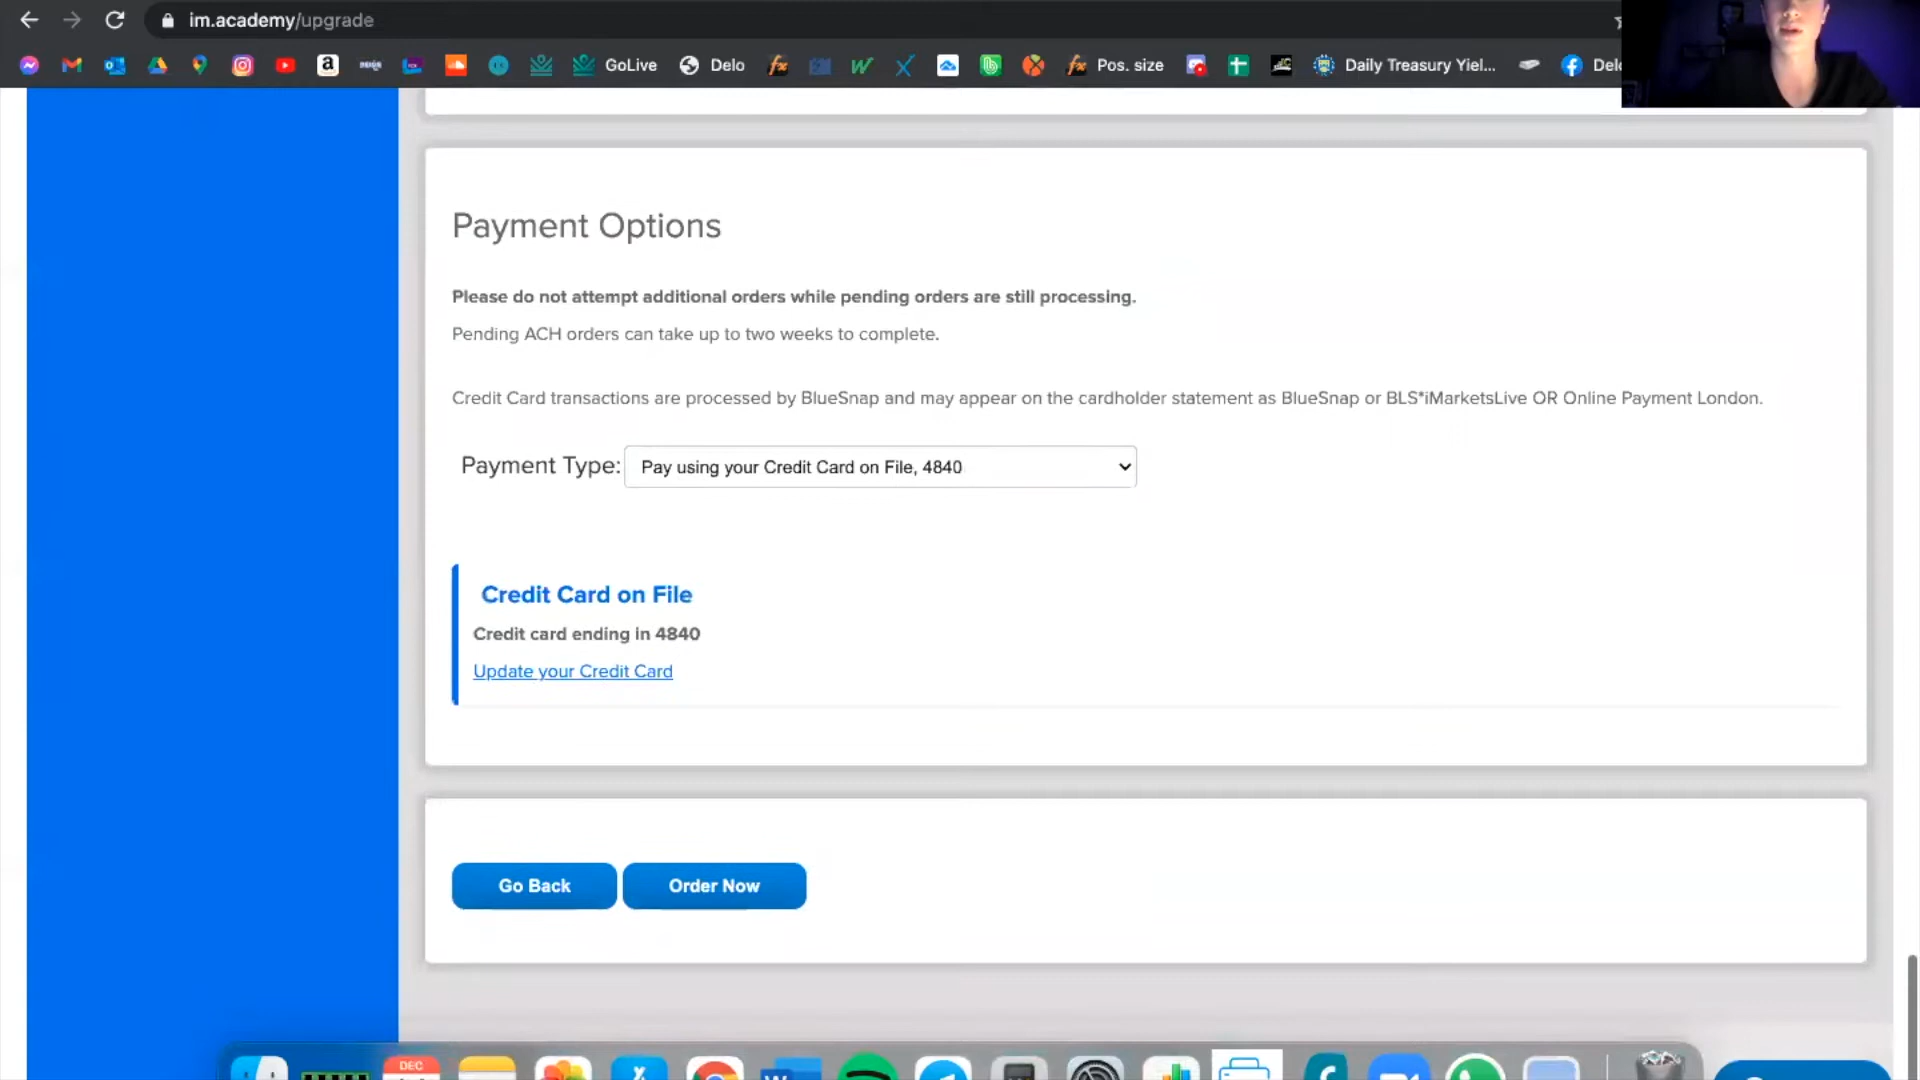 im.academy/upgrade
GoLive
Delo
Pos. size
Daily Treasury Yiel...
Payment Options
Please do not attempt additional orders while pending orders are still processing.
Pending ACH orders can take up to two weeks to complete.
Credit Card transactions are processed by BlueSnap and may appear on the cardholder statement as BlueSnap or BLS*iMarketsLive OR Online Payment London.
Payment Type: Pay using your Credit Card on File, 4840
Credit Card on File
Credit card ending in 4840
Update your Credit Card
Go Back
Order Now
DEC